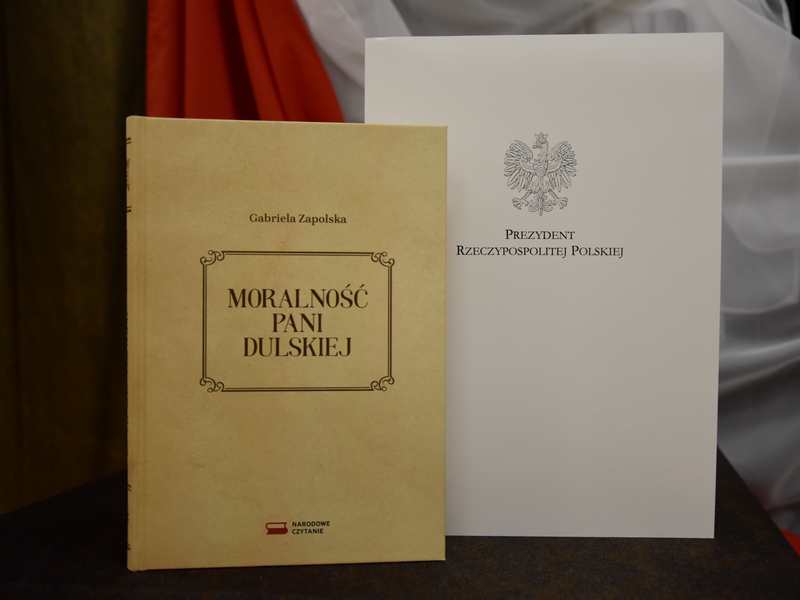 Gabriela Zapolska
MORALNOŚĆ
PANI
DULSKIEJ
NARODOWE
CZYTANIE
PREZYDENT
RZECZYPOSPOLITEJ POLSKIEJ